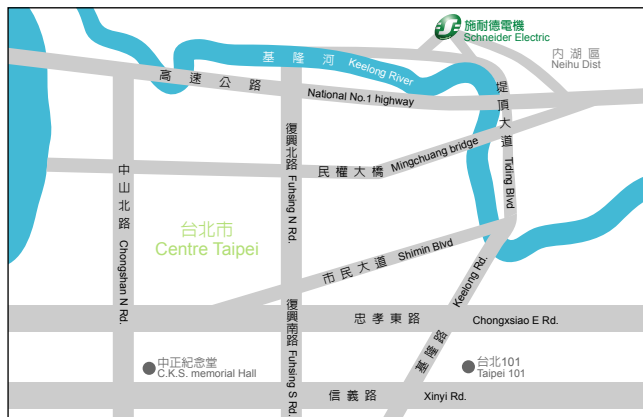 施耐德電機
Schneider Electric
内湖區
Neihu Dist
基隆河 Keelong River
高速公路
National No.1 highway
堤頂大道 Tiding Blvd
復興北路 Fuhsing N Rd.
民權大橋 Mingchuang bridge
中山北路 Chongshan N Rd.
台北市
Centre Taipei
市民大道 Shimin Blvd
基隆路 Keelong Rd.
忠孝東路 Chongxsiao E Rd.
復興南路 Fuhsing S Rd.
中正紀念堂
C.K.S. memorial Hall
台北101
Taipei 101
信義路 Xinyi Rd.